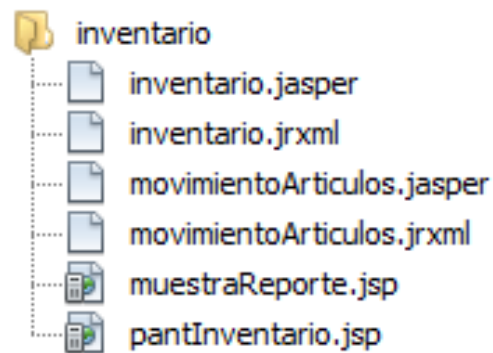 inventario
inventario.jasper
inventario.jrxml
movimientoArticulos.jasper
movimientoArticulos.jrxml
muestraReporte.jsp
pantInventario.jsp